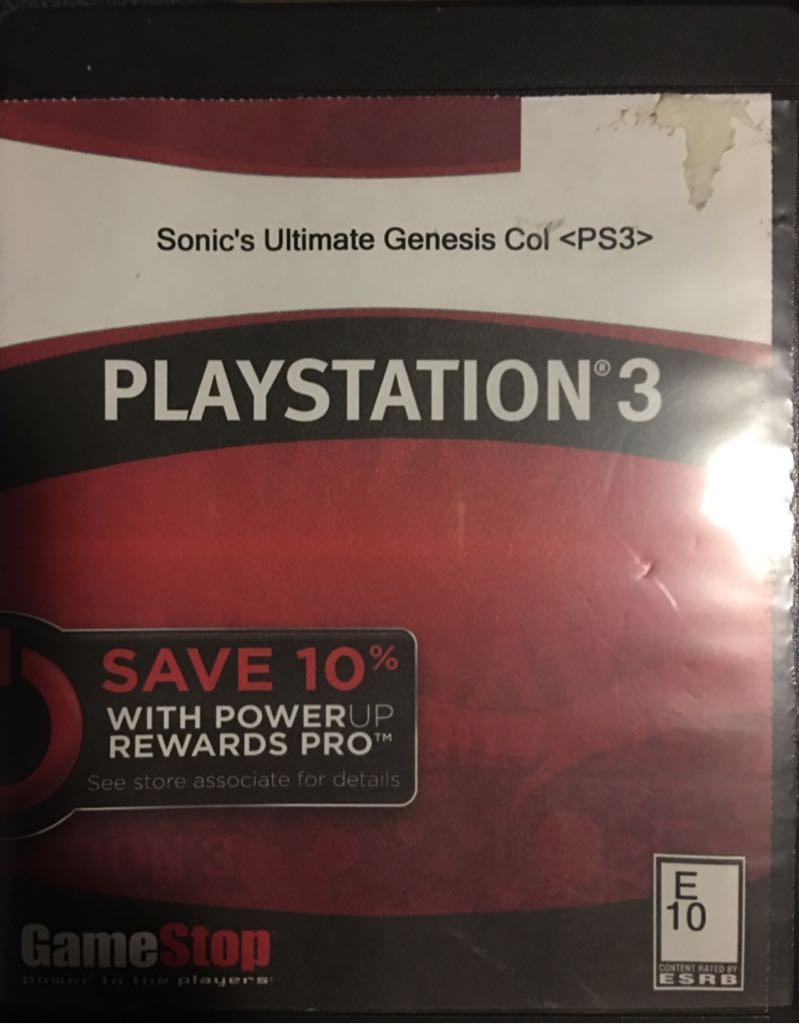 Sonic's Ultimate Genesis Col <PS3>
PLAYSTATION® 3
SAVE 10%
WITH POWERUP
REWARDS PRO™
See store associate for details
GameStop
power to the players
E
10
CONTENT RATED BY
ESRB